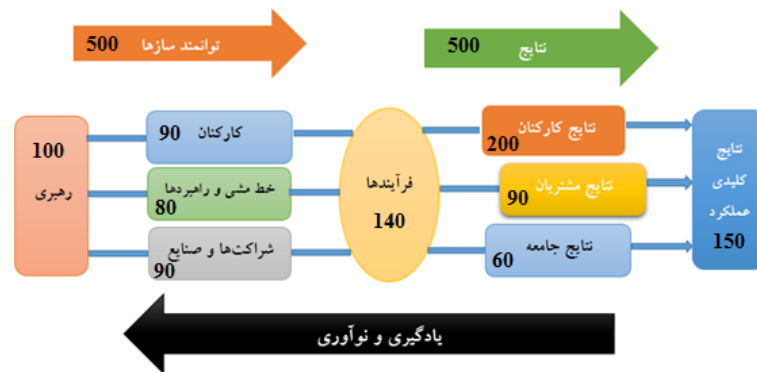 توانمند سازها 500
نتایج 500
رهبری 100
کارکنان 90
خط مشی و راهبردها 80
شراکت‌ها و صنایع 90
فرآیندها
140
نتایج کارکنان 200
نتایج مشتریان 90
نتایج جامعه 60
نتایج
کلیدی
عملکرد
150
یادگیری و نوآوری